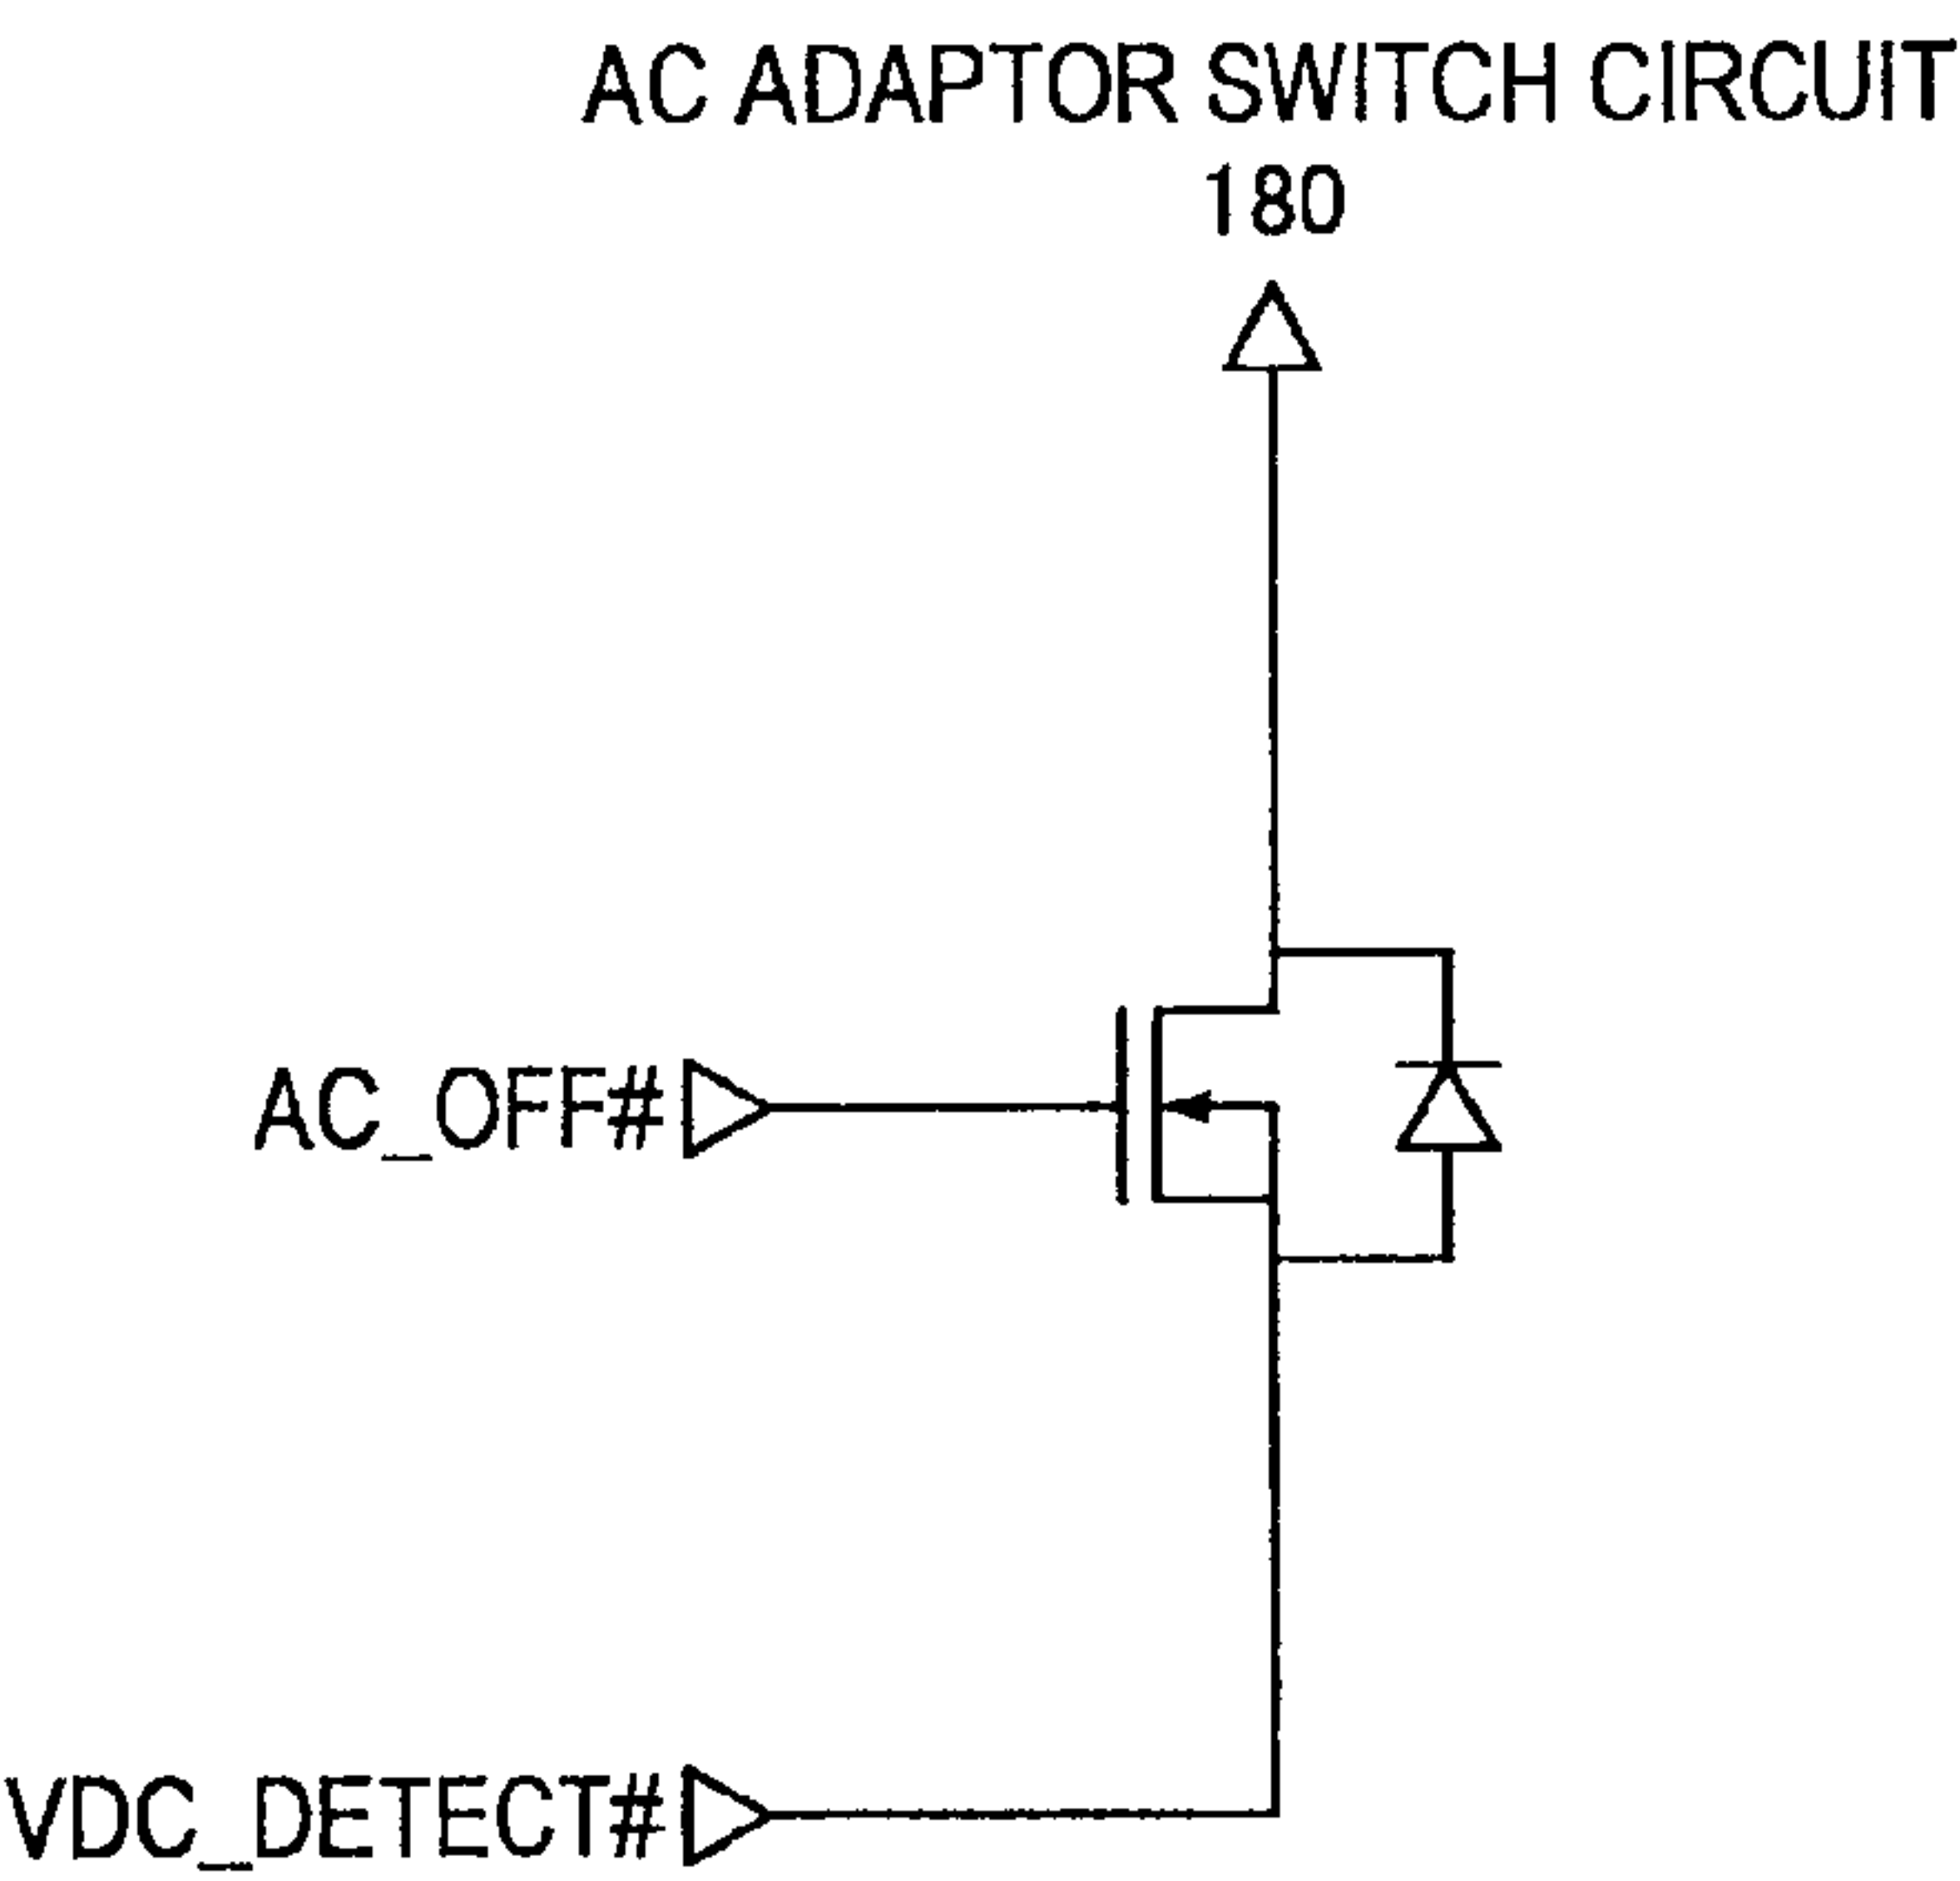 AC ADAPTOR SWITCH CIRCUIT
180
AC_OFF#
VDC_DETECT#